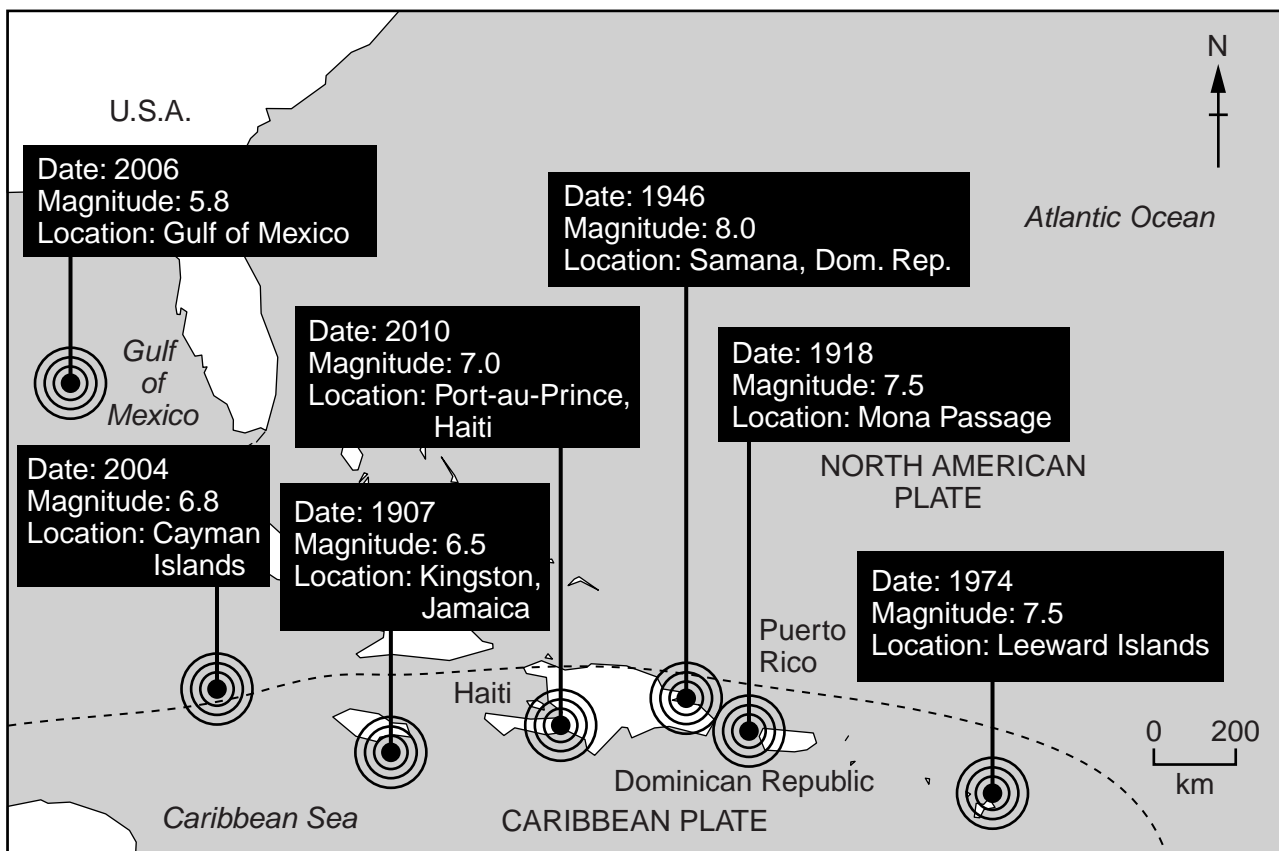 N
U.S.A.
Date: 2006
Magnitude: 5.8
Location: Gulf of Mexico
Date: 1946
Magnitude: 8.0
Location: Samana, Dom. Rep.
Atlantic Ocean
Date: 2010
Magnitude: 7.0
Location: Port-au-Prince,
Haiti
Date: 1918
Magnitude: 7.5
Location: Mona Passage
Gulf
of
Mexico
NORTH AMERICAN
PLATE
Date: 2004
Magnitude: 6.8
Location: Cayman
Islands
Date: 1907
Magnitude: 6.5
Location: Kingston,
Jamaica
Date: 1974
Magnitude: 7.5
Location: Leeward Islands
Puerto
Rico
Haiti
0 200
km
Dominican Republic
Caribbean Sea
CARIBBEAN PLATE